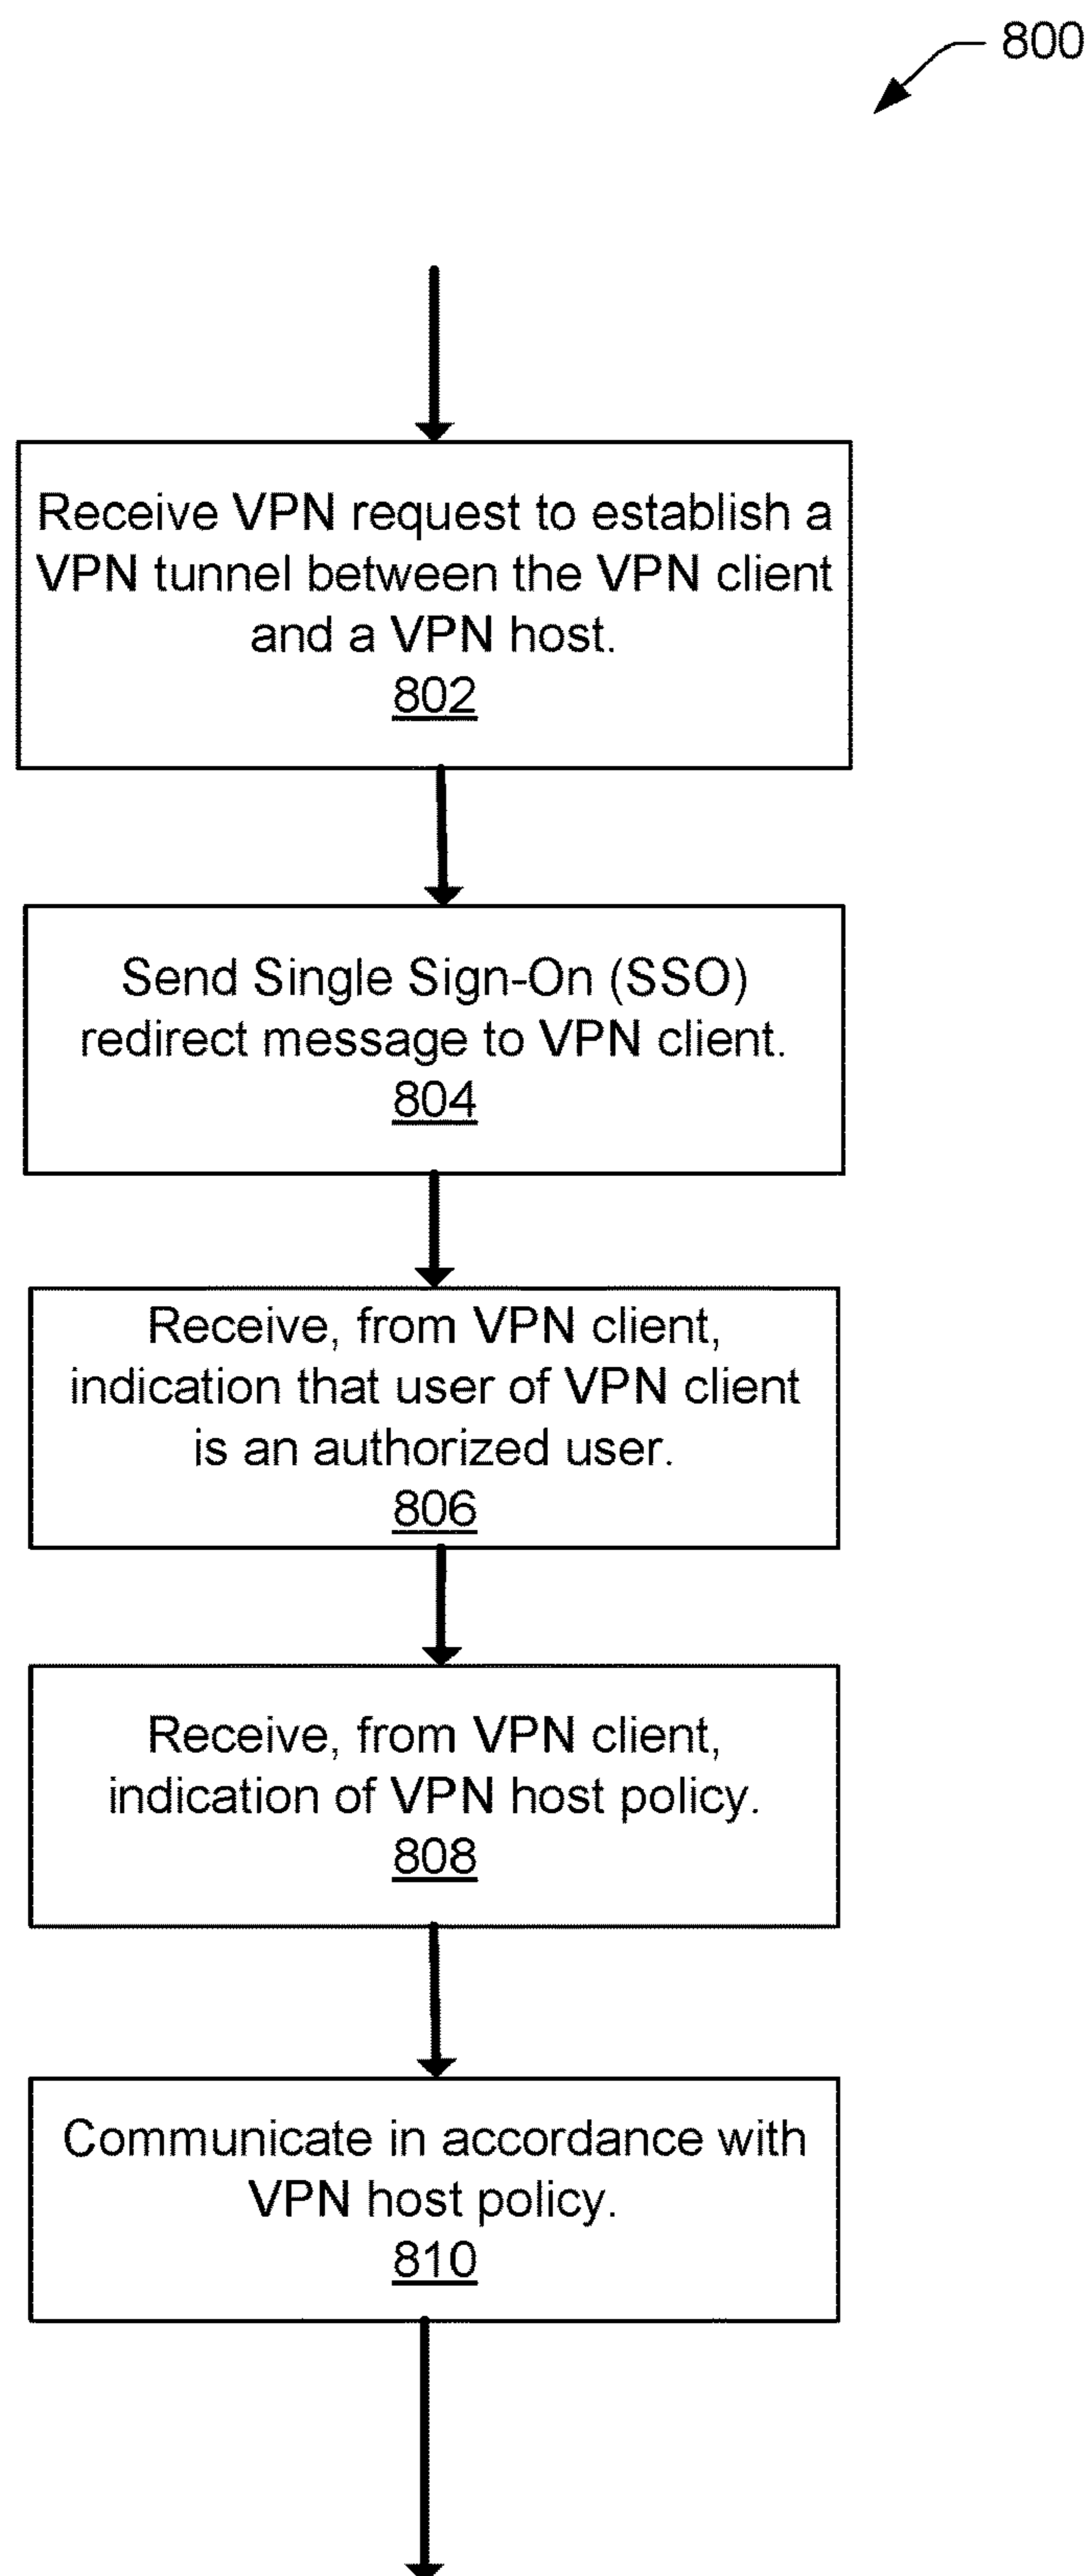 800
Receive VPN request to establish a
VPN tunnel between the VPN client
and a VPN host.
802
Send Single Sign-On (SSO)
redirect message to VPN client.
804
Receive, from VPN client,
indication that user of VPN client
is an authorized user.
806
Receive, from VPN client,
indication of VPN host policy.
808
Communicate in accordance with
VPN host policy.
810